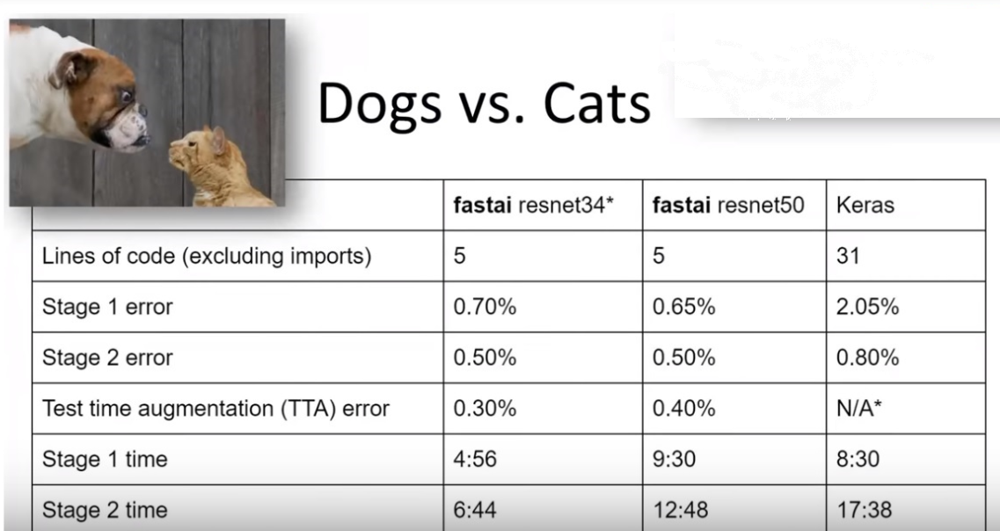 Dogs vs. Cats
fastai resnet34* fastai resnet50 Keras
Lines of code (excluding imports) 5 5 31
Stage 1 error 0.70% 0.65% 2.05%
Stage 2 error 0.50% 0.50% 0.80%
Test time augmentation (TTA) error 0.30% 0.40% N/A*
Stage 1 time 4:56 9:30 8:30
Stage 2 time 6:44 12:48 17:38